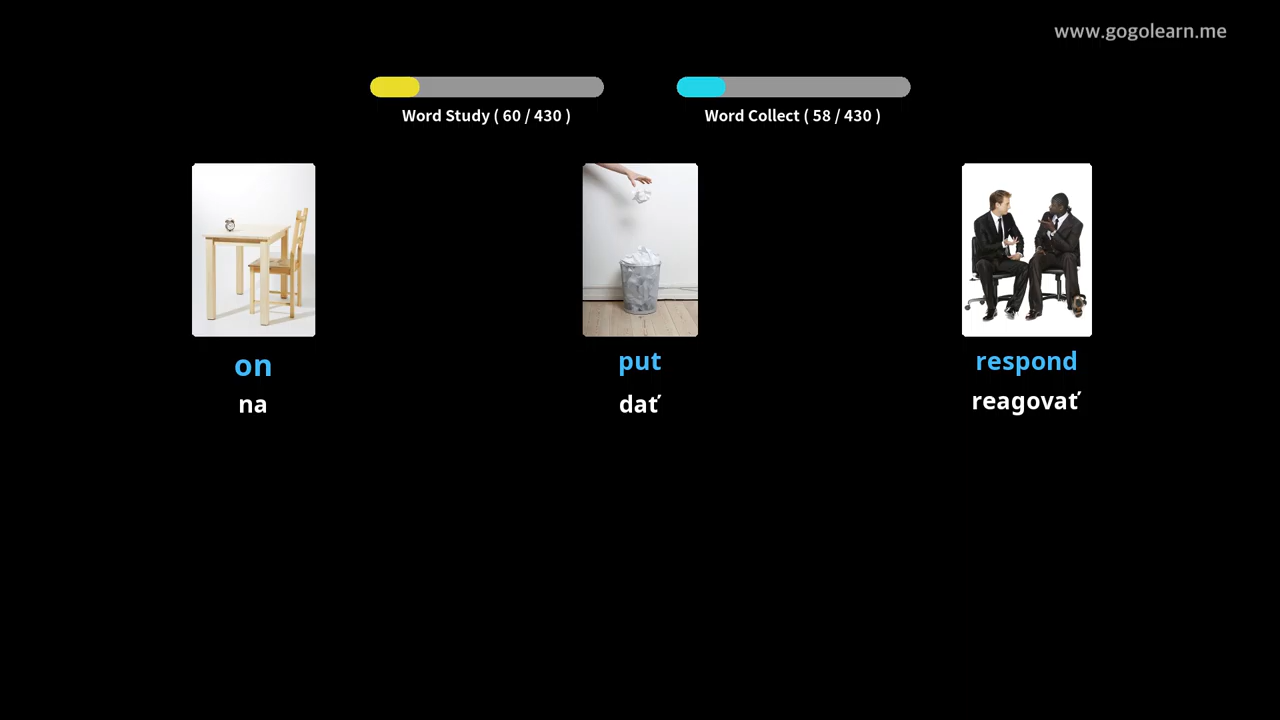 www.gogolearn.me
Word Study ( 60 / 430 )
Word Collect ( 58 / 430 )
on
put
respond
na
dať
reagovať